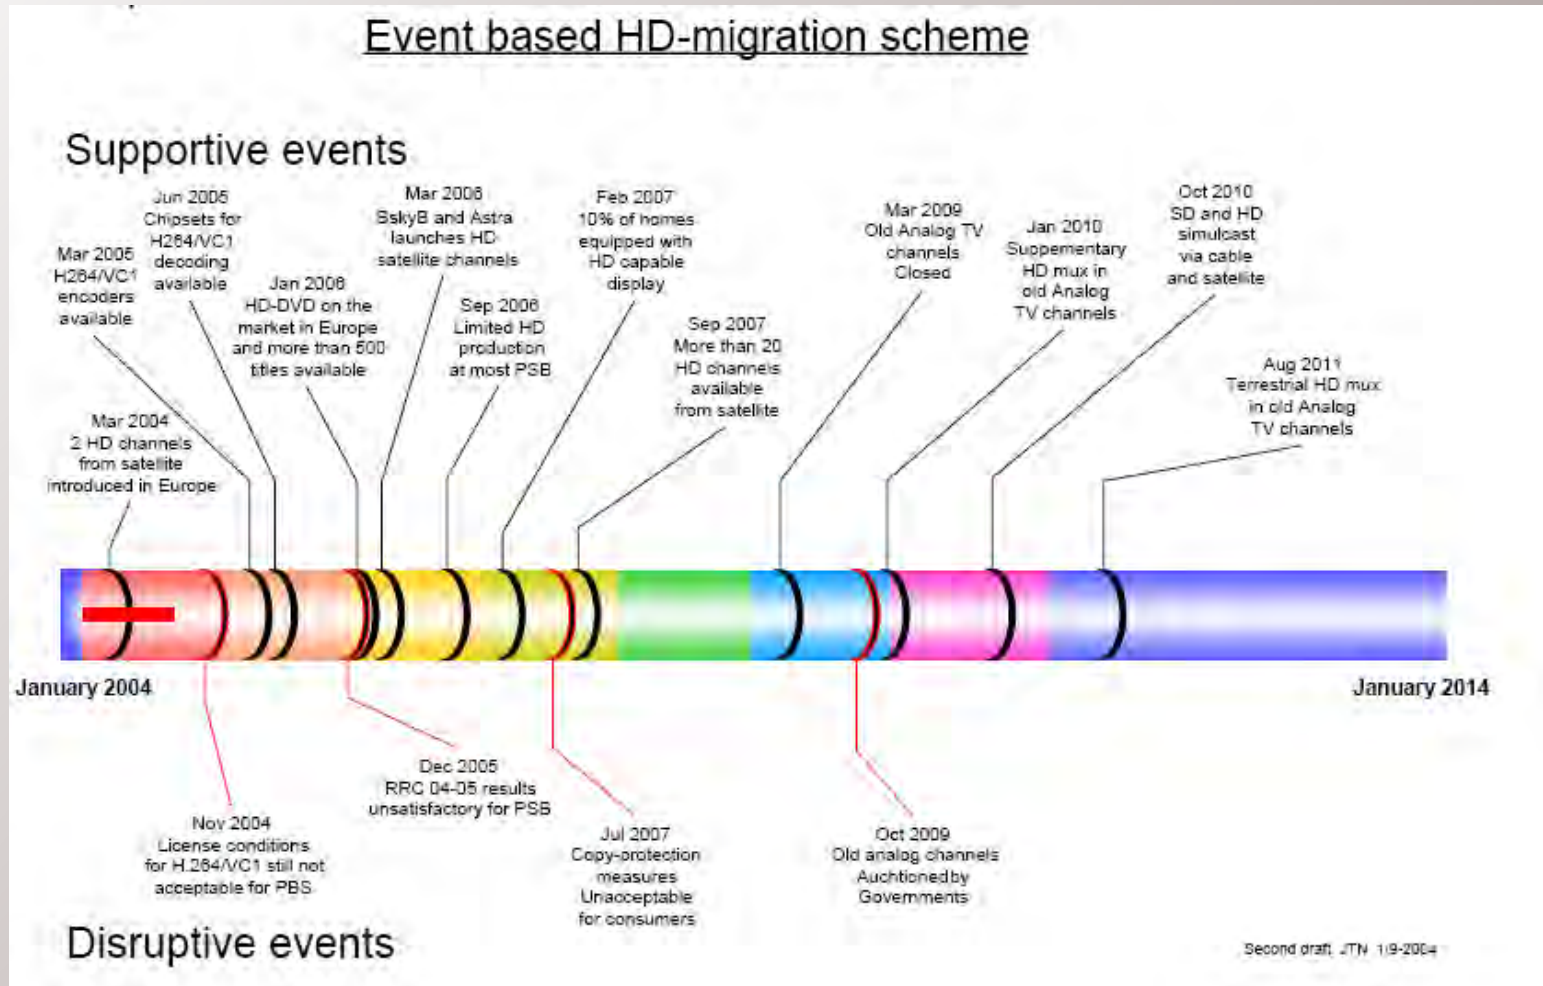 Event based HD-migration scheme
Supportive events
Mar 2005
H264/VC1
encoders
available
Jun 2005
Chipsets for
H264/VC1
decoding
available
Jan 2006
HD-DVD on the
market in Europe
and more than 500
titles available
Mar 2006
BskyB and Astra
launches HD
satellite channels
Sep 2006
Limited HD
production
at most PSB
Feb 2007
10% of homes
equipped with
HD capable
display
Sep 2007
More than 20
HD channels
available
from satellite
Mar 2009
Old Analog TV
channels
Closed
Jan 2010
Suppementary
HD mux in
old Analog
TV channels
Oct 2010
SD and HD
simulcast
via cable
and satellite
Aug 2011
Terrestrial HD mux
in old Analog
TV channels
Mar 2004
2 HD channels
from satellite
introduced in Europe
January 2004
January 2014
Nov 2004
License conditions
for H.264/VC1 still not
acceptable for PBS
Dec 2005
RRC 04-05 results
unsatisfactory for PSB
Jul 2007
Copy-protection
measures
Unacceptable
for consumers
Oct 2009
Old analog channels
Auchtionedby
Governments
Disruptive events
Second draft JTN 1/9-2004